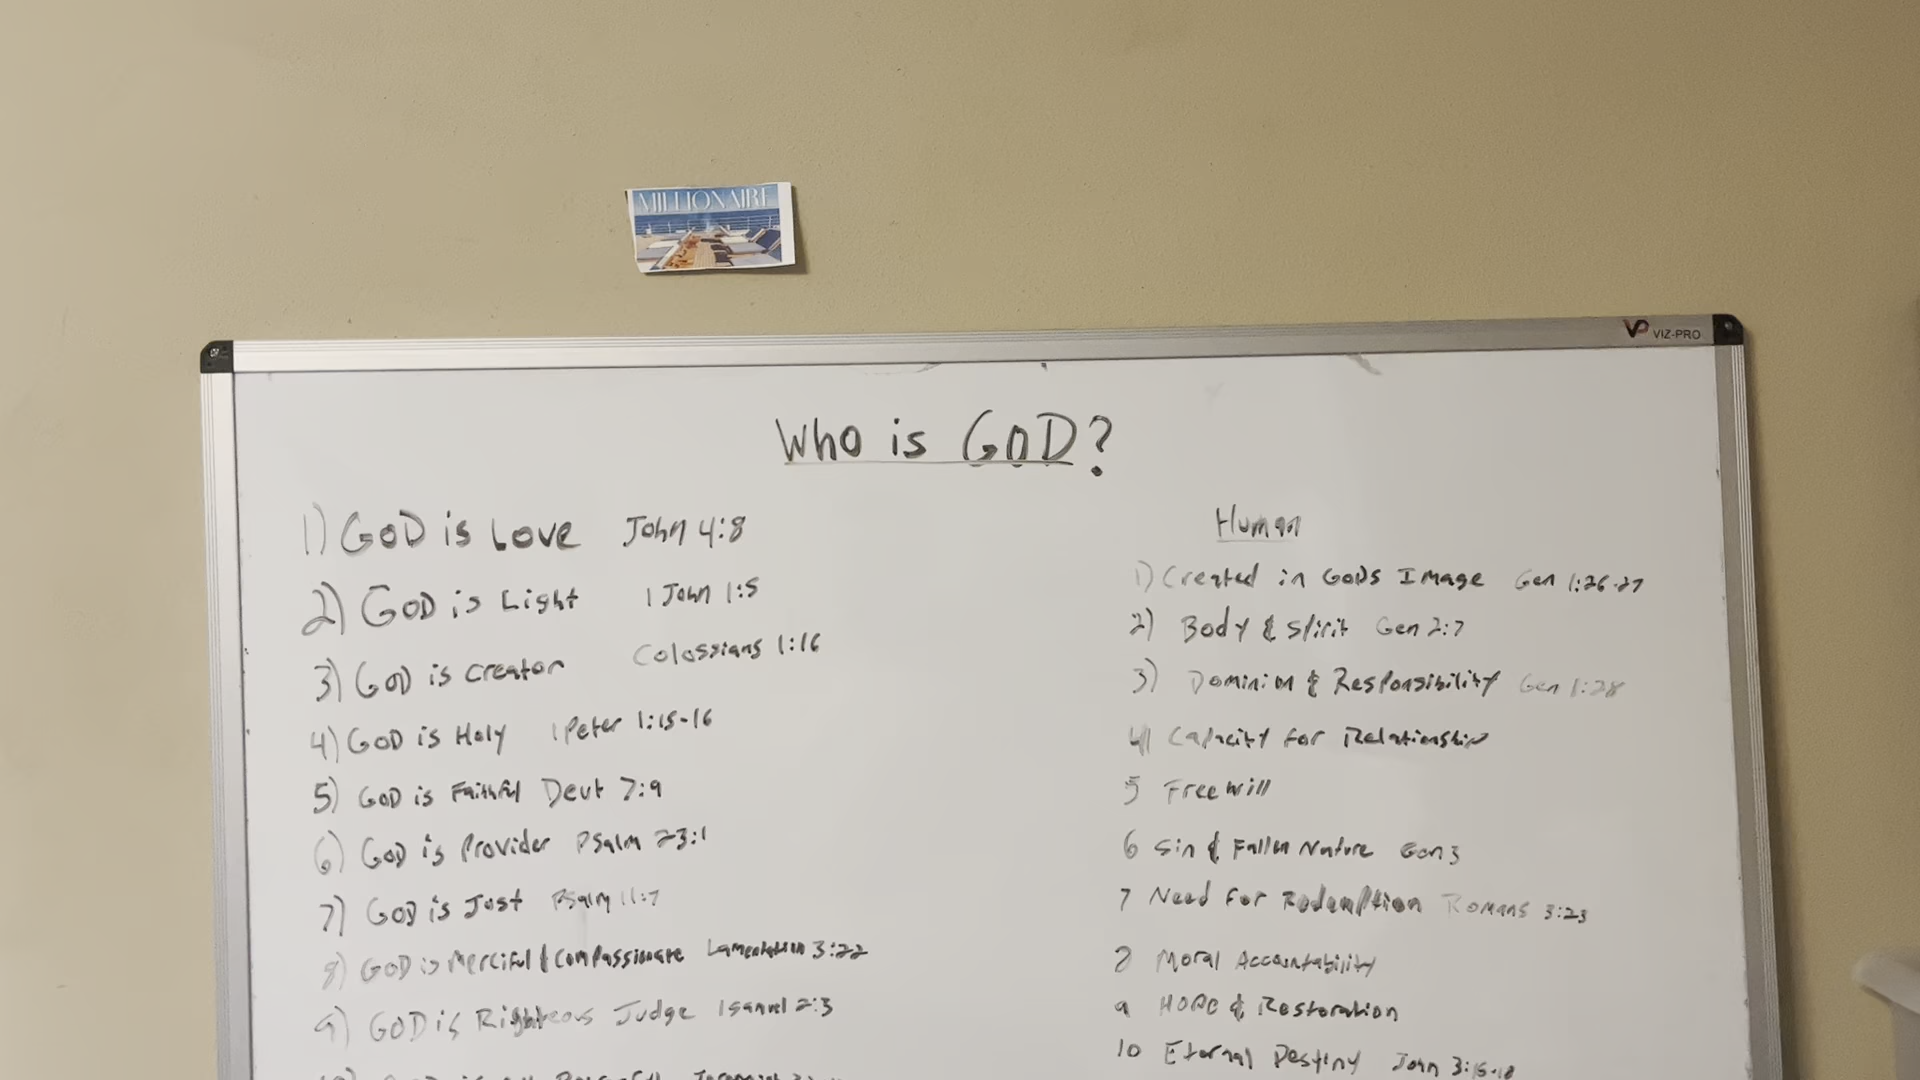 MILLIONAIRE
VP VIZ-PRO
Who is GOD?
1) GOD is Love John 4:8
2) GOD is Light 1 John 1:5
3) GOD is Creator Colossians 1:16
4) GOD is Holy 1 Peter 1:15-16
5) GOD is Faithful Deut 7:9
6) GOD is Provider Psalm 23:1
7) GOD is Just Psalm 11:7
8) GOD is Merciful & Compassionate Lamentation 3:22
9) GOD is Righteous Judge 1 Samuel 2:3
GOD is
Human
1) Created in GODS Image Gen 1:26-27
2) Body & Spirit Gen 2:7
3) Dominion & Responsibility Gen 1:28
4) Capacity for Relationship
5 Free Will
6 Sin & Fallen Nature Gen 3
7 Need For Redemption Romans 3:23
8 Moral Accountability
9 HOPE & Restoration
10 Eternal Destiny John 3:16-18